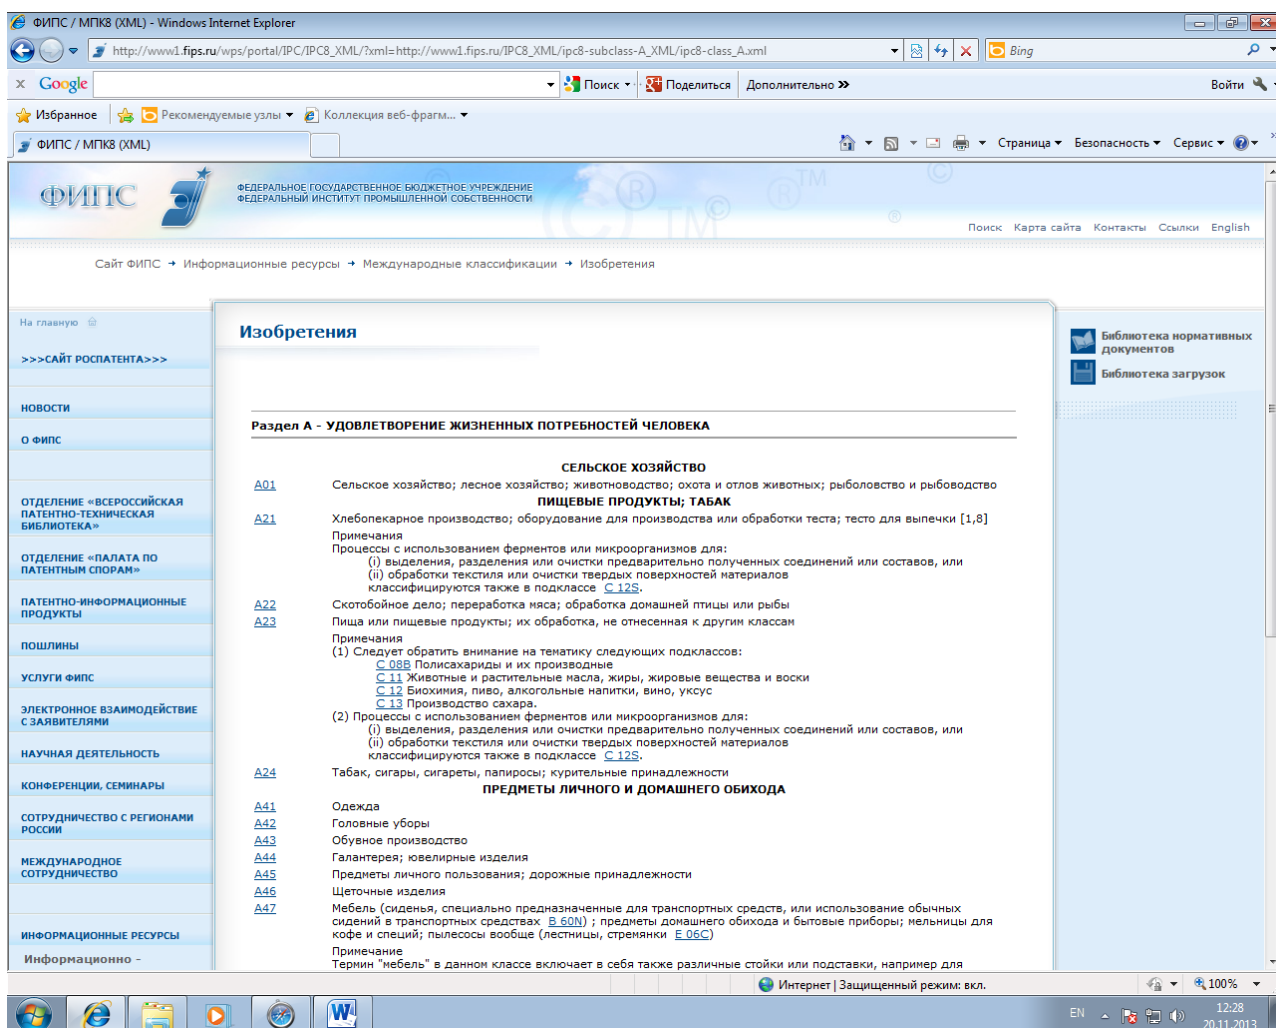 ФИПС / МПК8 (XML) - Windows Internet Explorer
http://www1.fips.ru/wps/portal/IPC/IPC8_XML/?xml=http://www1.fips.ru/IPC8_XML/ipc8-subclass-A_XML/ipc8-class_A.xml
Bing
x Google Поиск Поделиться Дополнительно » Войти
Избранное Рекомендуемые узлы Коллекция веб-фрагм...
ФИПС / МПК8 (XML) Страница Безопасность Сервис
ФИПС
ФЕДЕРАЛЬНОЕ ГОСУДАРСТВЕННОЕ БЮДЖЕТНОЕ УЧРЕЖДЕНИЕ
ФЕДЕРАЛЬНЫЙ ИНСТИТУТ ПРОМЫШЛЕННОЙ СОБСТВЕННОСТИ
Поиск Карта сайта Контакты Ссылки English
Сайт ФИПС → Информационные ресурсы → Международные классификации → Изобретения
На главную
>>>САЙТ РОСПАТЕНТА>>>
НОВОСТИ
О ФИПС
ОТДЕЛЕНИЕ «ВСЕРОССИЙСКАЯ
ПАТЕНТНО-ТЕХНИЧЕСКАЯ
БИБЛИОТЕКА»
ОТДЕЛЕНИЕ «ПАЛАТА ПО
ПАТЕНТНЫМ СПОРАМ»
ПАТЕНТНО-ИНФОРМАЦИОННЫЕ
ПРОДУКТЫ
ПОШЛИНЫ
УСЛУГИ ФИПС
ЭЛЕКТРОННОЕ ВЗАИМОДЕЙСТВИЕ
С ЗАЯВИТЕЛЯМИ
НАУЧНАЯ ДЕЯТЕЛЬНОСТЬ
КОНФЕРЕНЦИИ, СЕМИНАРЫ
СОТРУДНИЧЕСТВО С РЕГИОНАМИ
РОССИИ
МЕЖДУНАРОДНОЕ
СОТРУДНИЧЕСТВО
ИНФОРМАЦИОННЫЕ РЕСУРСЫ
Информационно -
Изобретения
Раздел А - УДОВЛЕТВОРЕНИЕ ЖИЗНЕННЫХ ПОТРЕБНОСТЕЙ ЧЕЛОВЕКА
СЕЛЬСКОЕ ХОЗЯЙСТВО
A01 Сельское хозяйство; лесное хозяйство; животноводство; охота и отлов животных; рыболовство и рыбоводство
ПИЩЕВЫЕ ПРОДУКТЫ; ТАБАК
A21 Хлебопекарное производство; оборудование для производства или обработки теста; тесто для выпечки [1,8]
Примечания
Процессы с использованием ферментов или микроорганизмов для:
(i) выделения, разделения или очистки предварительно полученных соединений или составов, или
(ii) обработки текстиля или очистки твердых поверхностей материалов
классифицируются также в подклассе C 12S.
A22 Скотобойное дело; переработка мяса; обработка домашней птицы или рыбы
A23 Пища или пищевые продукты; их обработка, не отнесенная к другим классам
Примечания
(1) Следует обратить внимание на тематику следующих подклассов:
C 08B Полисахариды и их производные
C 11 Животные и растительные масла, жиры, жировые вещества и воски
C 12 Биохимия, пиво, алкогольные напитки, вино, уксус
C 13 Производство сахара.
(2) Процессы с использованием ферментов или микроорганизмов для:
(i) выделения, разделения или очистки предварительно полученных соединений или составов, или
(ii) обработки текстиля или очистки твердых поверхностей материалов
классифицируются также в подклассе C 12S.
A24 Табак, сигары, сигареты, папиросы; курительные принадлежности
ПРЕДМЕТЫ ЛИЧНОГО И ДОМАШНЕГО ОБИХОДА
A41 Одежда
A42 Головные уборы
A43 Обувное производство
A44 Галантерея; ювелирные изделия
A45 Предметы личного пользования; дорожные принадлежности
A46 Щеточные изделия
A47 Мебель (сиденья, специально предназначенные для транспортных средств, или использование обычных
сидений в транспортных средствах B 60N) ; предметы домашнего обихода и бытовые приборы; мельницы для
кофе и специй; пылесосы вообще (лестницы, стремянки E 06C)
Примечание
Термин "мебель" в данном классе включает в себя также различные стойки или подставки, например для
Библиотека нормативных
документов
Библиотека загрузок
Интернет | Защищенный режим: вкл. 100%
EN 12:28
20.11.2013